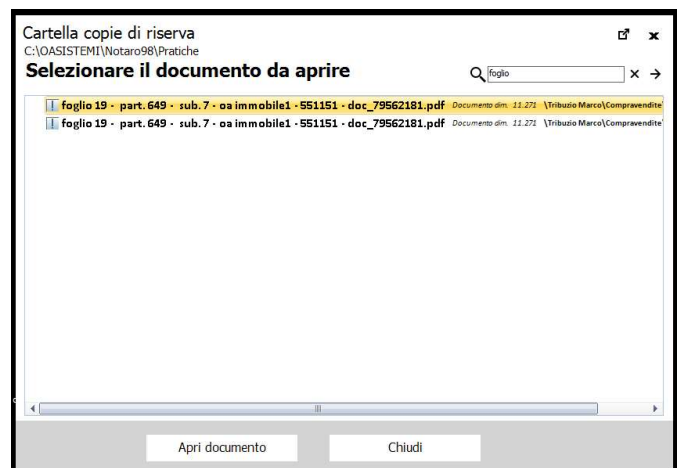 Cartella copie di riserva
C:\OASISTEMI\Notaro98\Pratiche
Selezionare il documento da aprire
foglio
foglio 19 - part. 649 - sub. 7 - oa immobile1 - 551151 - doc_79562181.pdf Documento dim. 11.271 \Tribuzio Marco\Compravendite\
foglio 19 - part. 649 - sub. 7 - oa immobile1 - 551151 - doc_79562181.pdf Documento dim. 11.271 \Tribuzio Marco\Compravendite\
Apri documento Chiudi